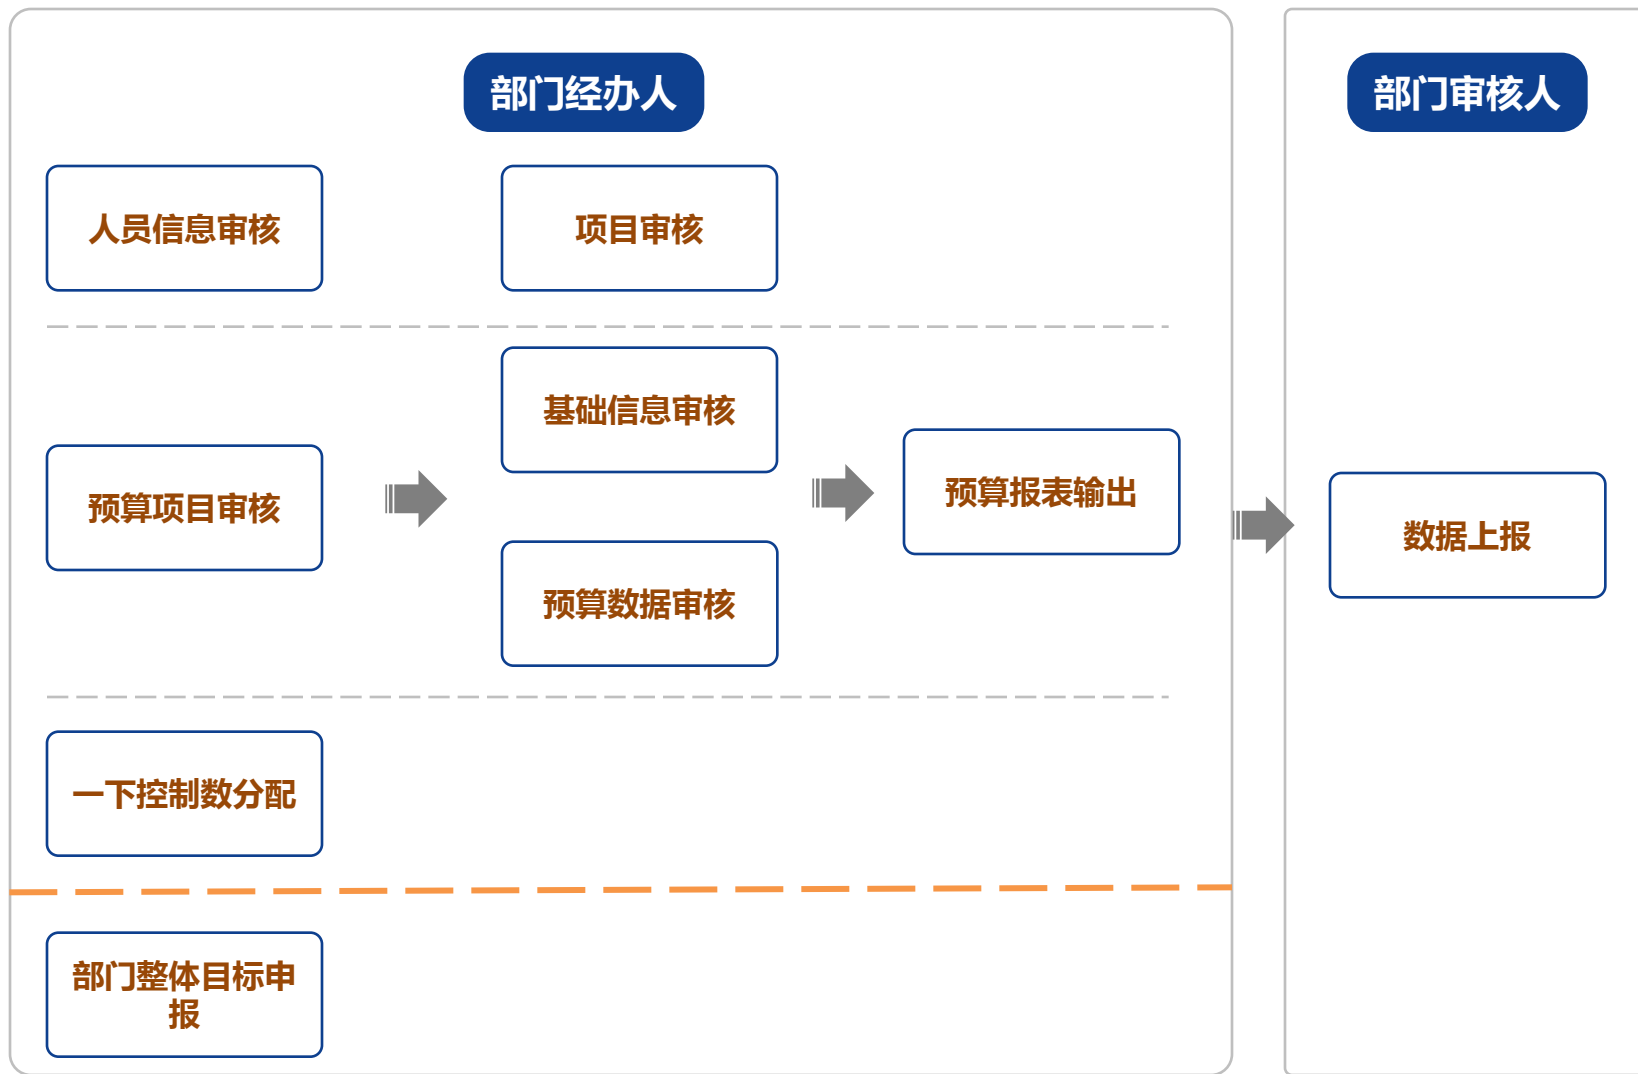 部门经办人
部门审核人
人员信息审核
项目审核
基础信息审核
预算项目审核
预算报表输出
数据上报
预算数据审核
一下控制数分配
部门整体目标申
报